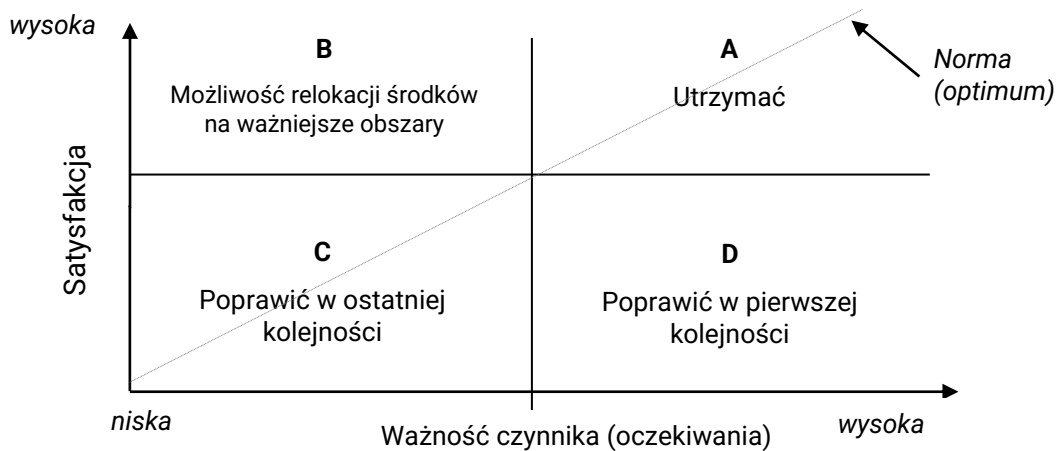 wysoka
B
Możliwość relokacji środków
na ważniejsze obszary
A
Utrzymać
Norma
(optimum)
Satysfakcja
C
Poprawić w ostatniej
kolejności
D
Poprawić w pierwszej
kolejności
niska
Ważność czynnika (oczekiwania)
wysoka